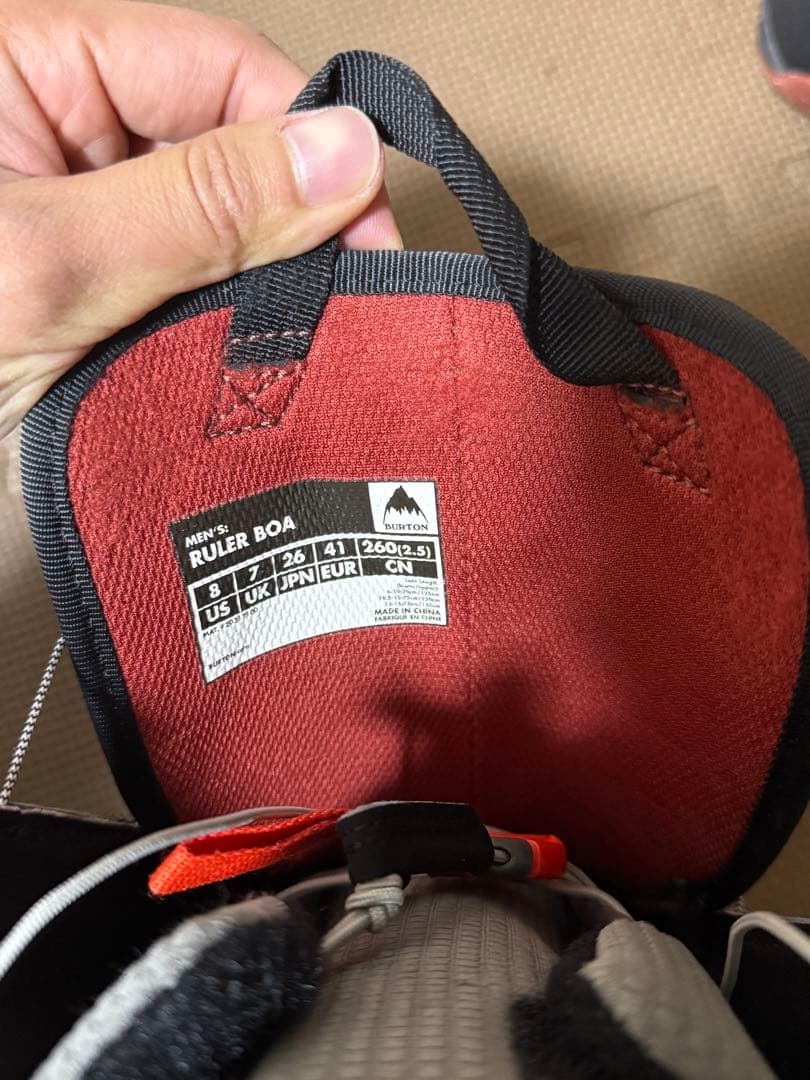 MEN'S:
RULER BOA
BURTON
8 7 26 41 260(2.5)
US UK JPN EUR CN
MADE IN CHINA
FABRIQUE EN CHINE